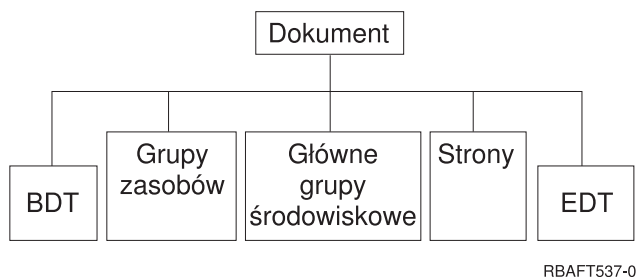 Dokument
BDT
Grupy
zasobów
Główne
grupy
środowiskowe
Strony
EDT
RBAFT537-0